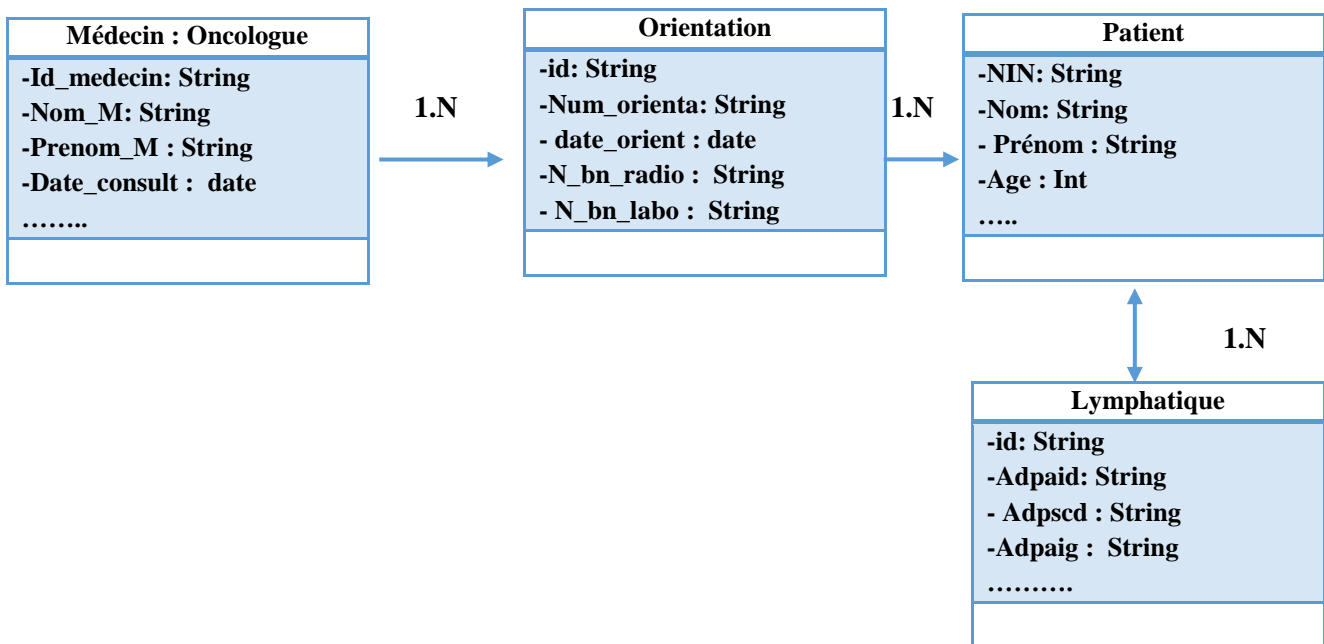 Médecin : Oncologue
-Id_medecin: String
-Nom_M: String
-Prenom_M : String
-Date_consult :  date
……..
1.N
Orientation
-id: String
-Num_orienta: String
- date_orient : date
-N_bn_radio :  String
- N_bn_labo :  String
1.N
Patient
-NIN: String
-Nom: String
- Prénom : String
-Age : Int
…..
1.N
Lymphatique
-id: String
-Adpaid: String
- Adpscd : String
-Adpaig :  String
……….